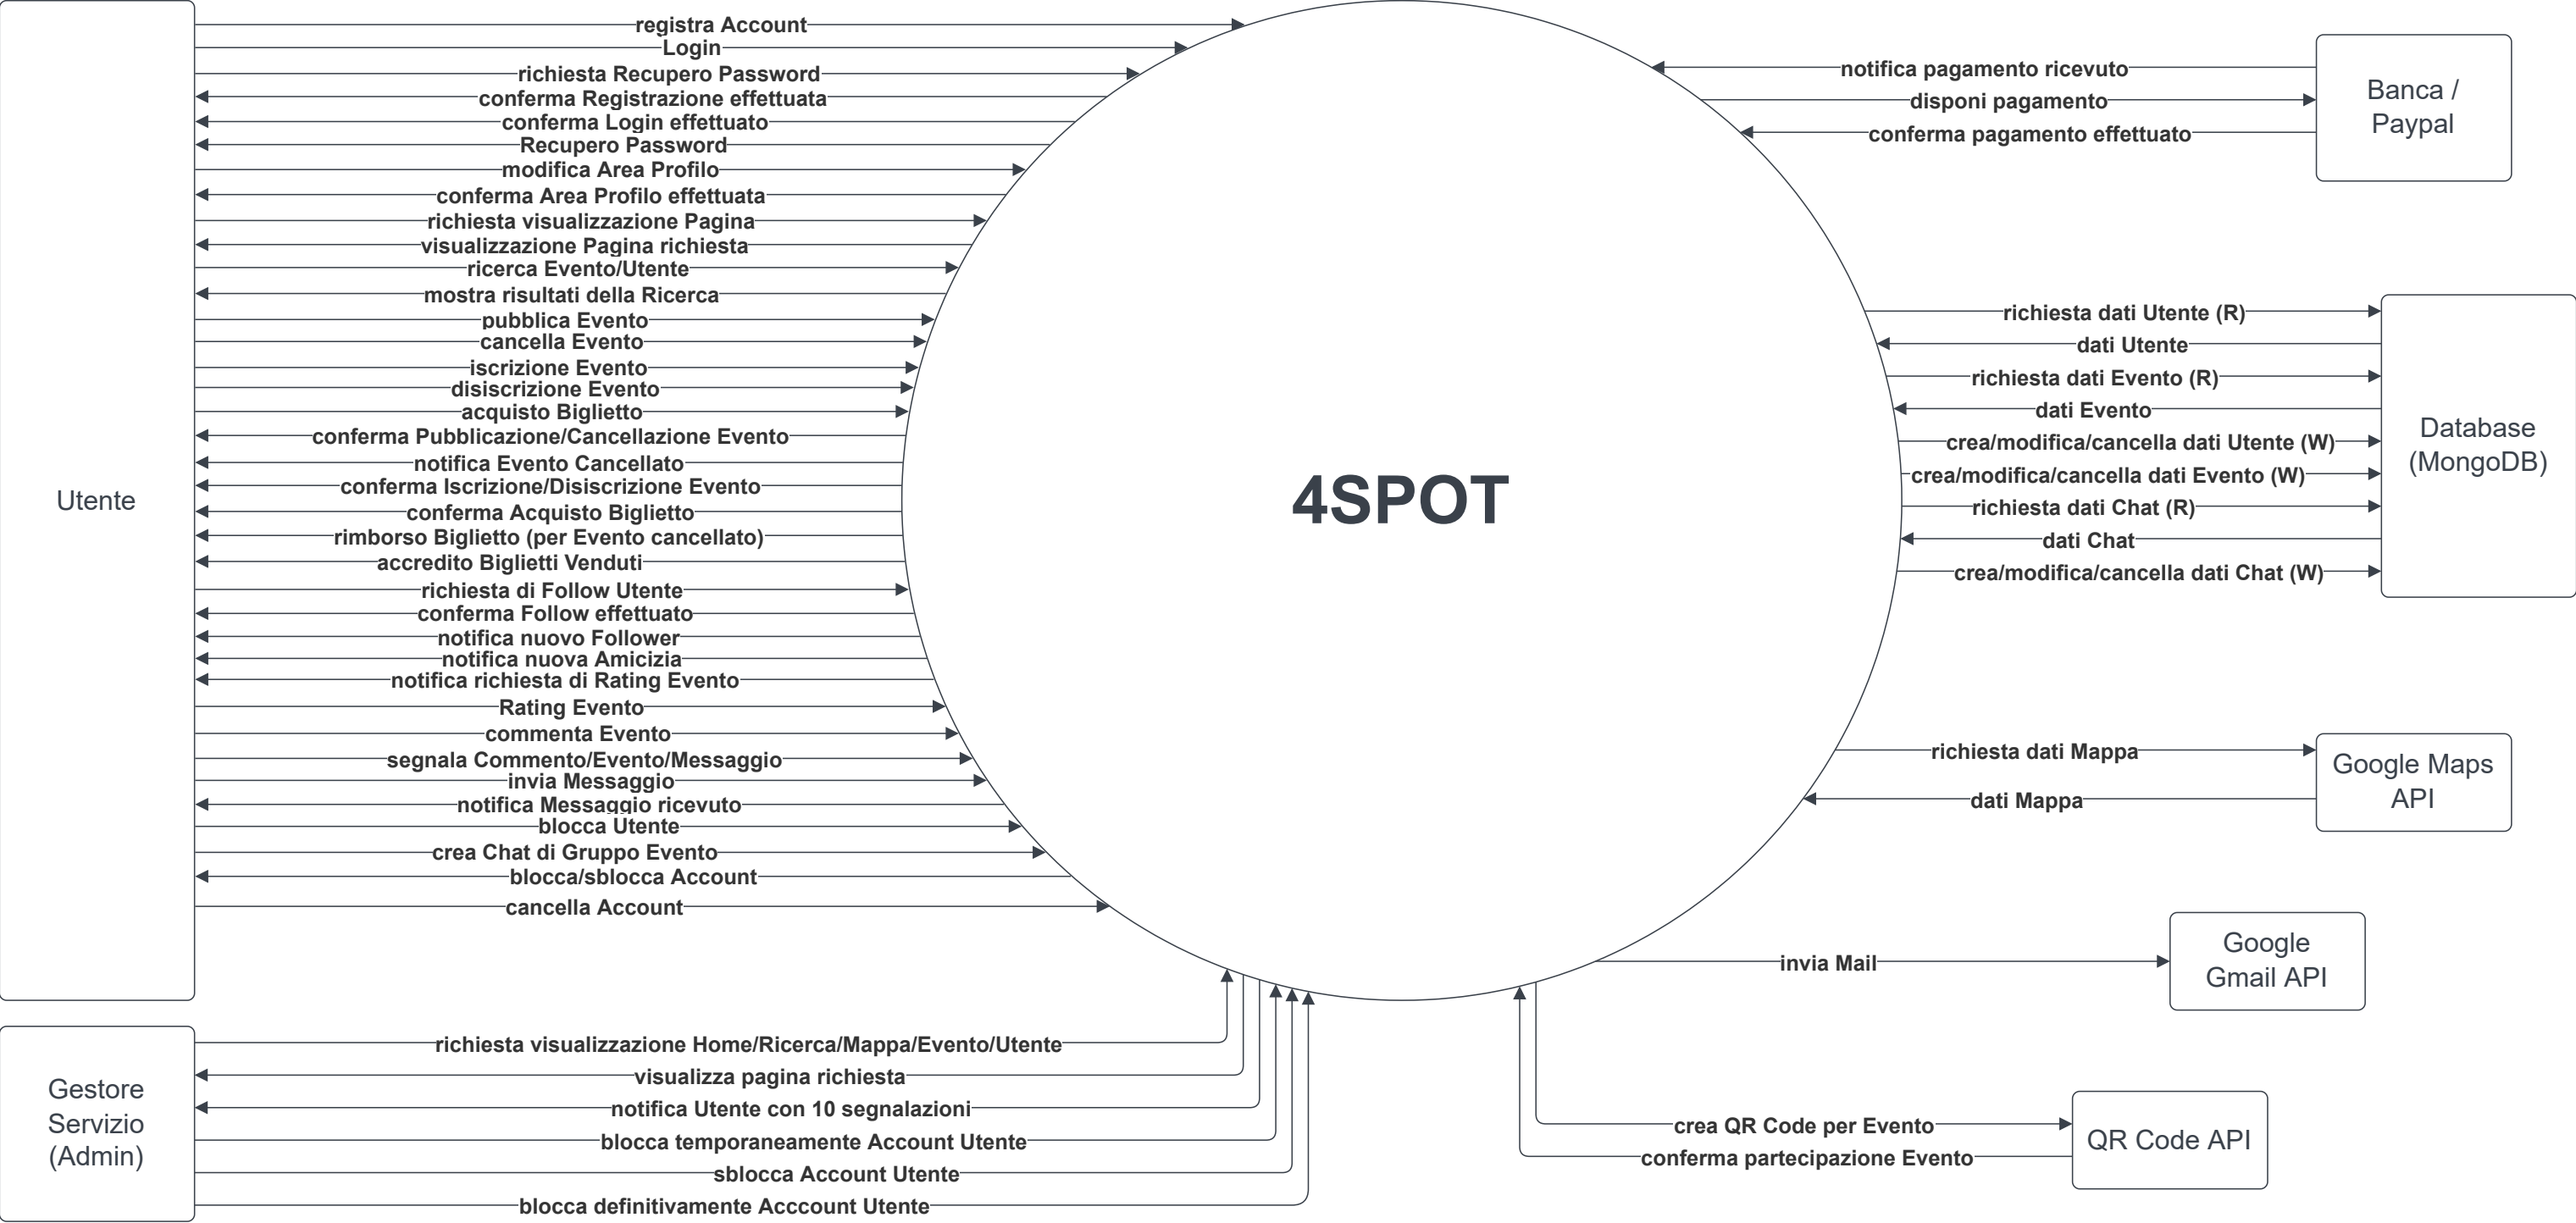 Utente
registra Account
Login
richiesta Recupero Password
conferma Registrazione effettuata
conferma Login effettuato
Recupero Password
modifica Area Profilo
conferma Area Profilo effettuata
richiesta visualizzazione Pagina
visualizzazione Pagina richiesta
ricerca Evento/Utente
mostra risultati della Ricerca
pubblica Evento
cancella Evento
iscrizione Evento
disiscrizione Evento
acquisto Biglietto
conferma Pubblicazione/Cancellazione Evento
notifica Evento Cancellato
conferma Iscrizione/Disiscrizione Evento
conferma Acquisto Biglietto
rimborso Biglietto (per Evento cancellato)
accredito Biglietti Venduti
richiesta di Follow Utente
conferma Follow effettuato
notifica nuovo Follower
notifica nuova Amicizia
notifica richiesta di Rating Evento
Rating Evento
commenta Evento
segnala Commento/Evento/Messaggio
invia Messaggio
notifica Messaggio ricevuto
blocca Utente
crea Chat di Gruppo Evento
blocca/sblocca Account
cancella Account
Gestore
Servizio
(Admin)
richiesta visualizzazione Home/Ricerca/Mappa/Evento/Utente
visualizza pagina richiesta
notifica Utente con 10 segnalazioni
blocca temporaneamente Account Utente
sblocca Account Utente
blocca definitivamente Acccount Utente
4SPOT
notifica pagamento ricevuto
disponi pagamento
conferma pagamento effettuato
Banca /
Paypal
richiesta dati Utente (R)
dati Utente
richiesta dati Evento (R)
dati Evento
crea/modifica/cancella dati Utente (W)
crea/modifica/cancella dati Evento (W)
richiesta dati Chat (R)
dati Chat
crea/modifica/cancella dati Chat (W)
Database
(MongoDB)
richiesta dati Mappa
dati Mappa
Google Maps
API
invia Mail
Google
Gmail API
crea QR Code per Evento
conferma partecipazione Evento
QR Code API